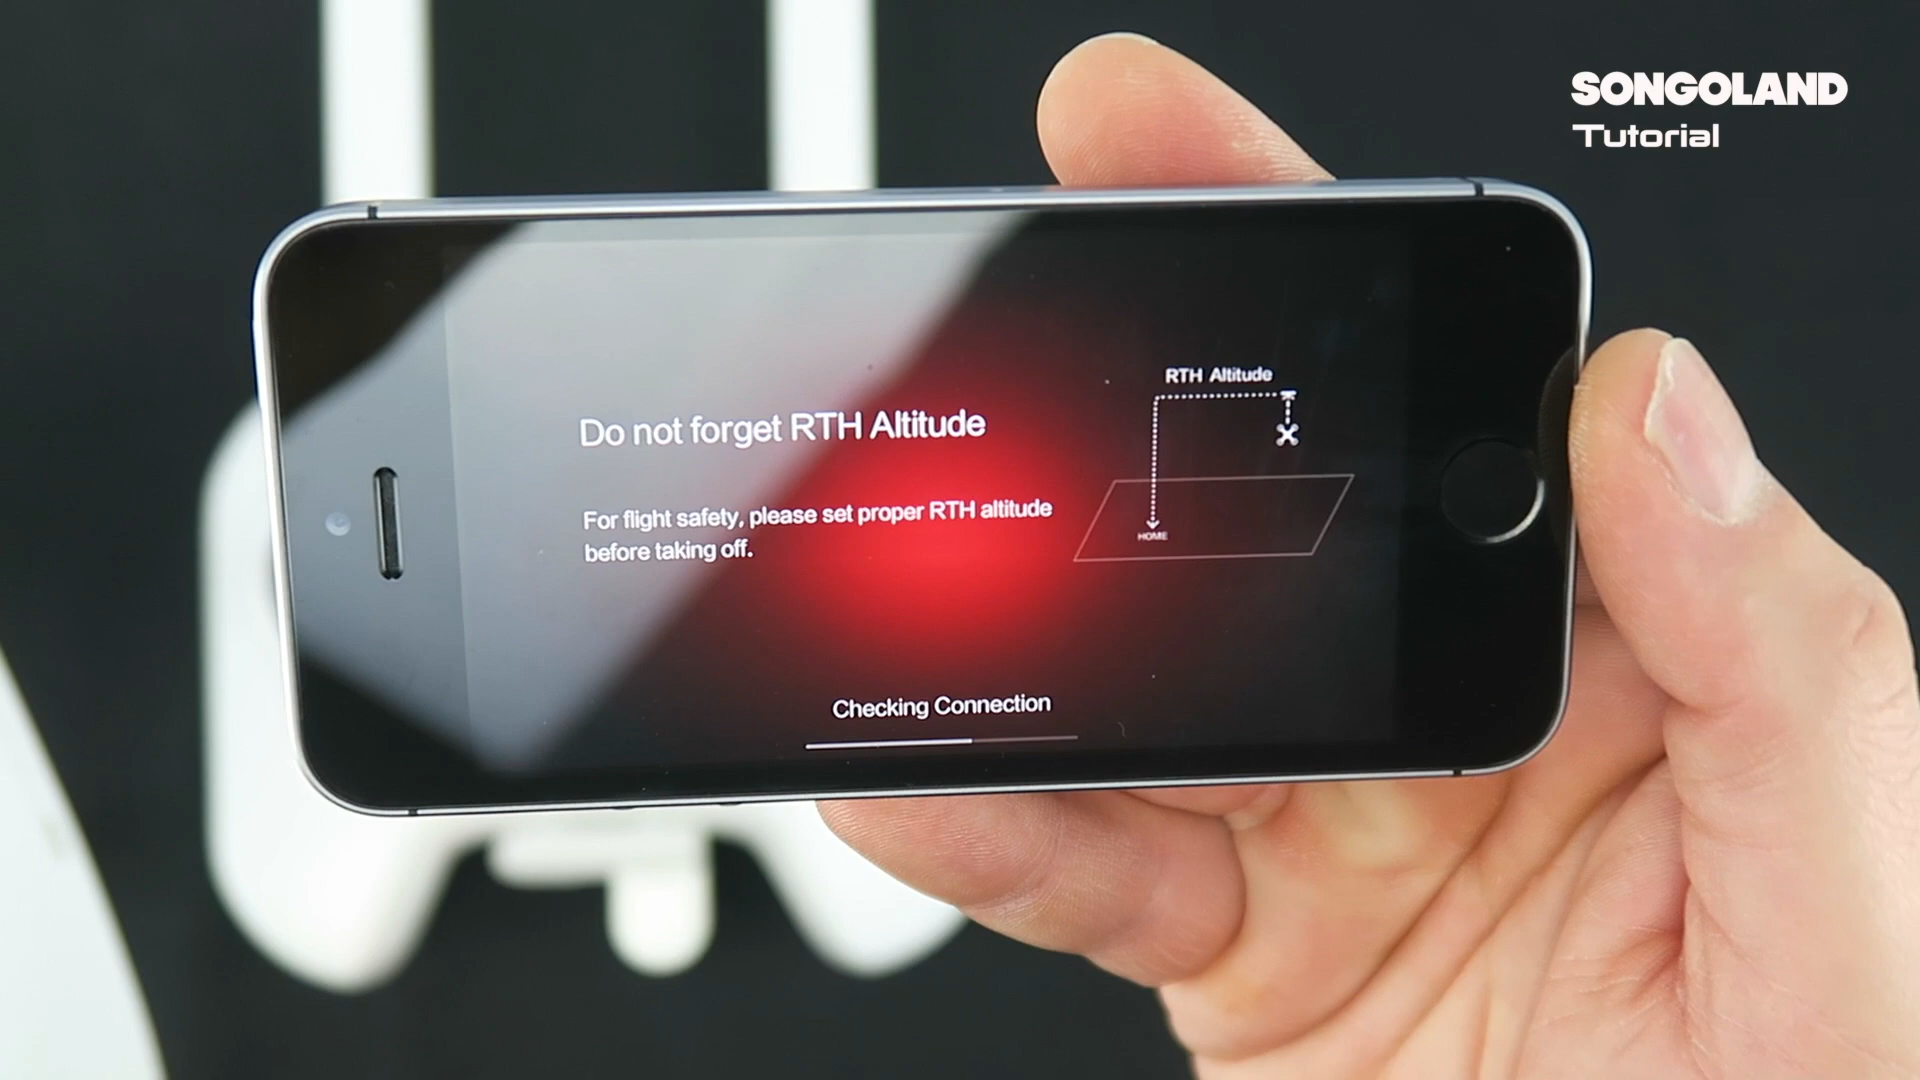 SONGOLAND
Tutorial
RTH Altitude
Do not forget RTH Altitude
For flight safety, please set proper RTH altitude
before taking off.
HOME
Checking Connection